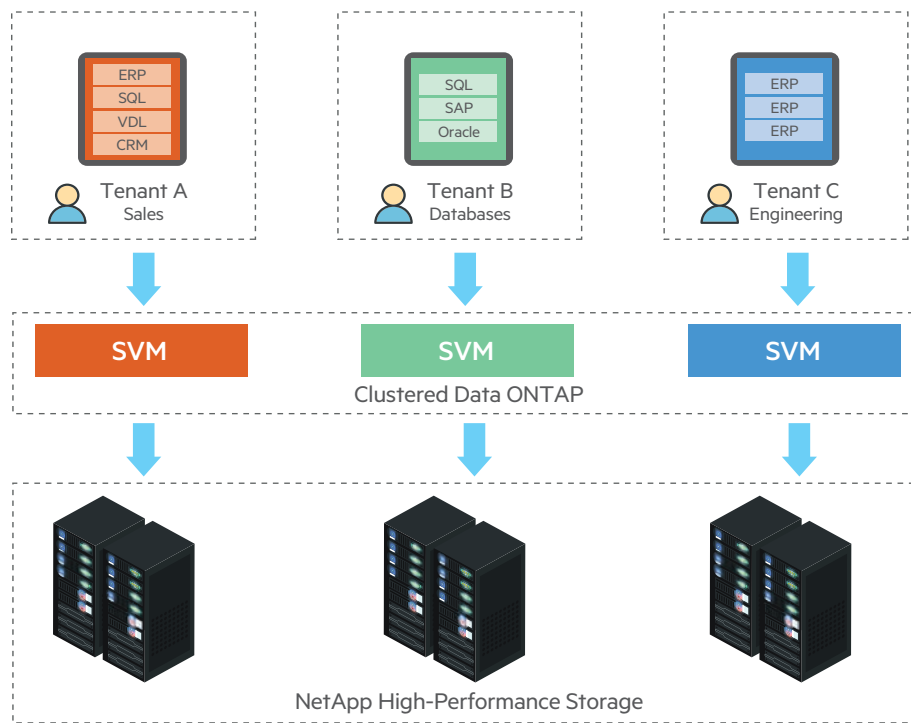 ERP
SQL
VDL
CRM
Tenant A
Sales
SQL
SAP
Oracle
Tenant B
Databases
ERP
ERP
ERP
Tenant C
Engineering
SVM
SVM
SVM
Clustered Data ONTAP
NetApp High-Performance Storage